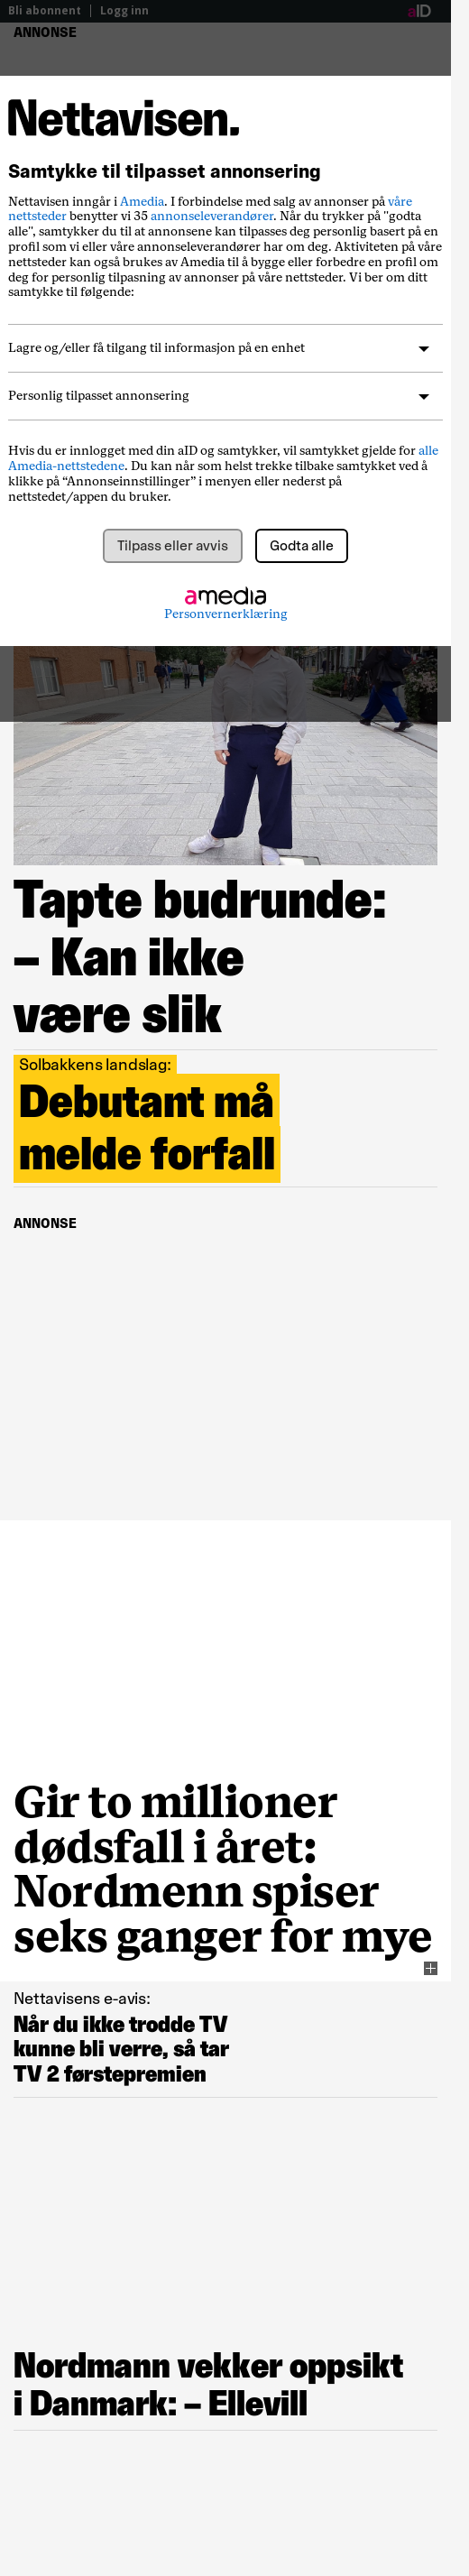 Bli abonnent | Logg inn
aID
ANNONSE
Nettavisen.
Samtykke til tilpasset annonsering
Nettavisen inngår i Amedia. I forbindelse med salg av annonser på våre
nettsteder benytter vi 35 annonseleverandører. Når du trykker på "godta
alle", samtykker du til at annonsene kan tilpasses deg personlig basert på en
profil som vi eller våre annonseleverandører har om deg. Aktiviteten på våre
nettsteder kan også brukes av Amedia til å bygge eller forbedre en profil om
deg for personlig tilpasning av annonser på våre nettsteder. Vi ber om ditt
samtykke til følgende:
Lagre og/eller få tilgang til informasjon på en enhet
Personlig tilpasset annonsering
Hvis du er innlogget med din aID og samtykker, vil samtykket gjelde for alle
Amedia-nettstedene. Du kan når som helst trekke tilbake samtykket ved å
klikke på “Annonseinnstillinger” i menyen eller nederst på
nettstedet/appen du bruker.
Tilpass eller avvis
Godta alle
amedia
Personvernerklæring
Tapte budrunde:
– Kan ikke
være slik
Solbakkens landslag:
Debutant må
melde forfall
ANNONSE
Gir to millioner
dødsfall i året:
Nordmenn spiser
seks ganger for mye
Nettavisens e-avis:
Når du ikke trodde TV
kunne bli verre, så tar
TV 2 førstepremien
Nordmann vekker oppsikt
i Danmark: – Ellevill